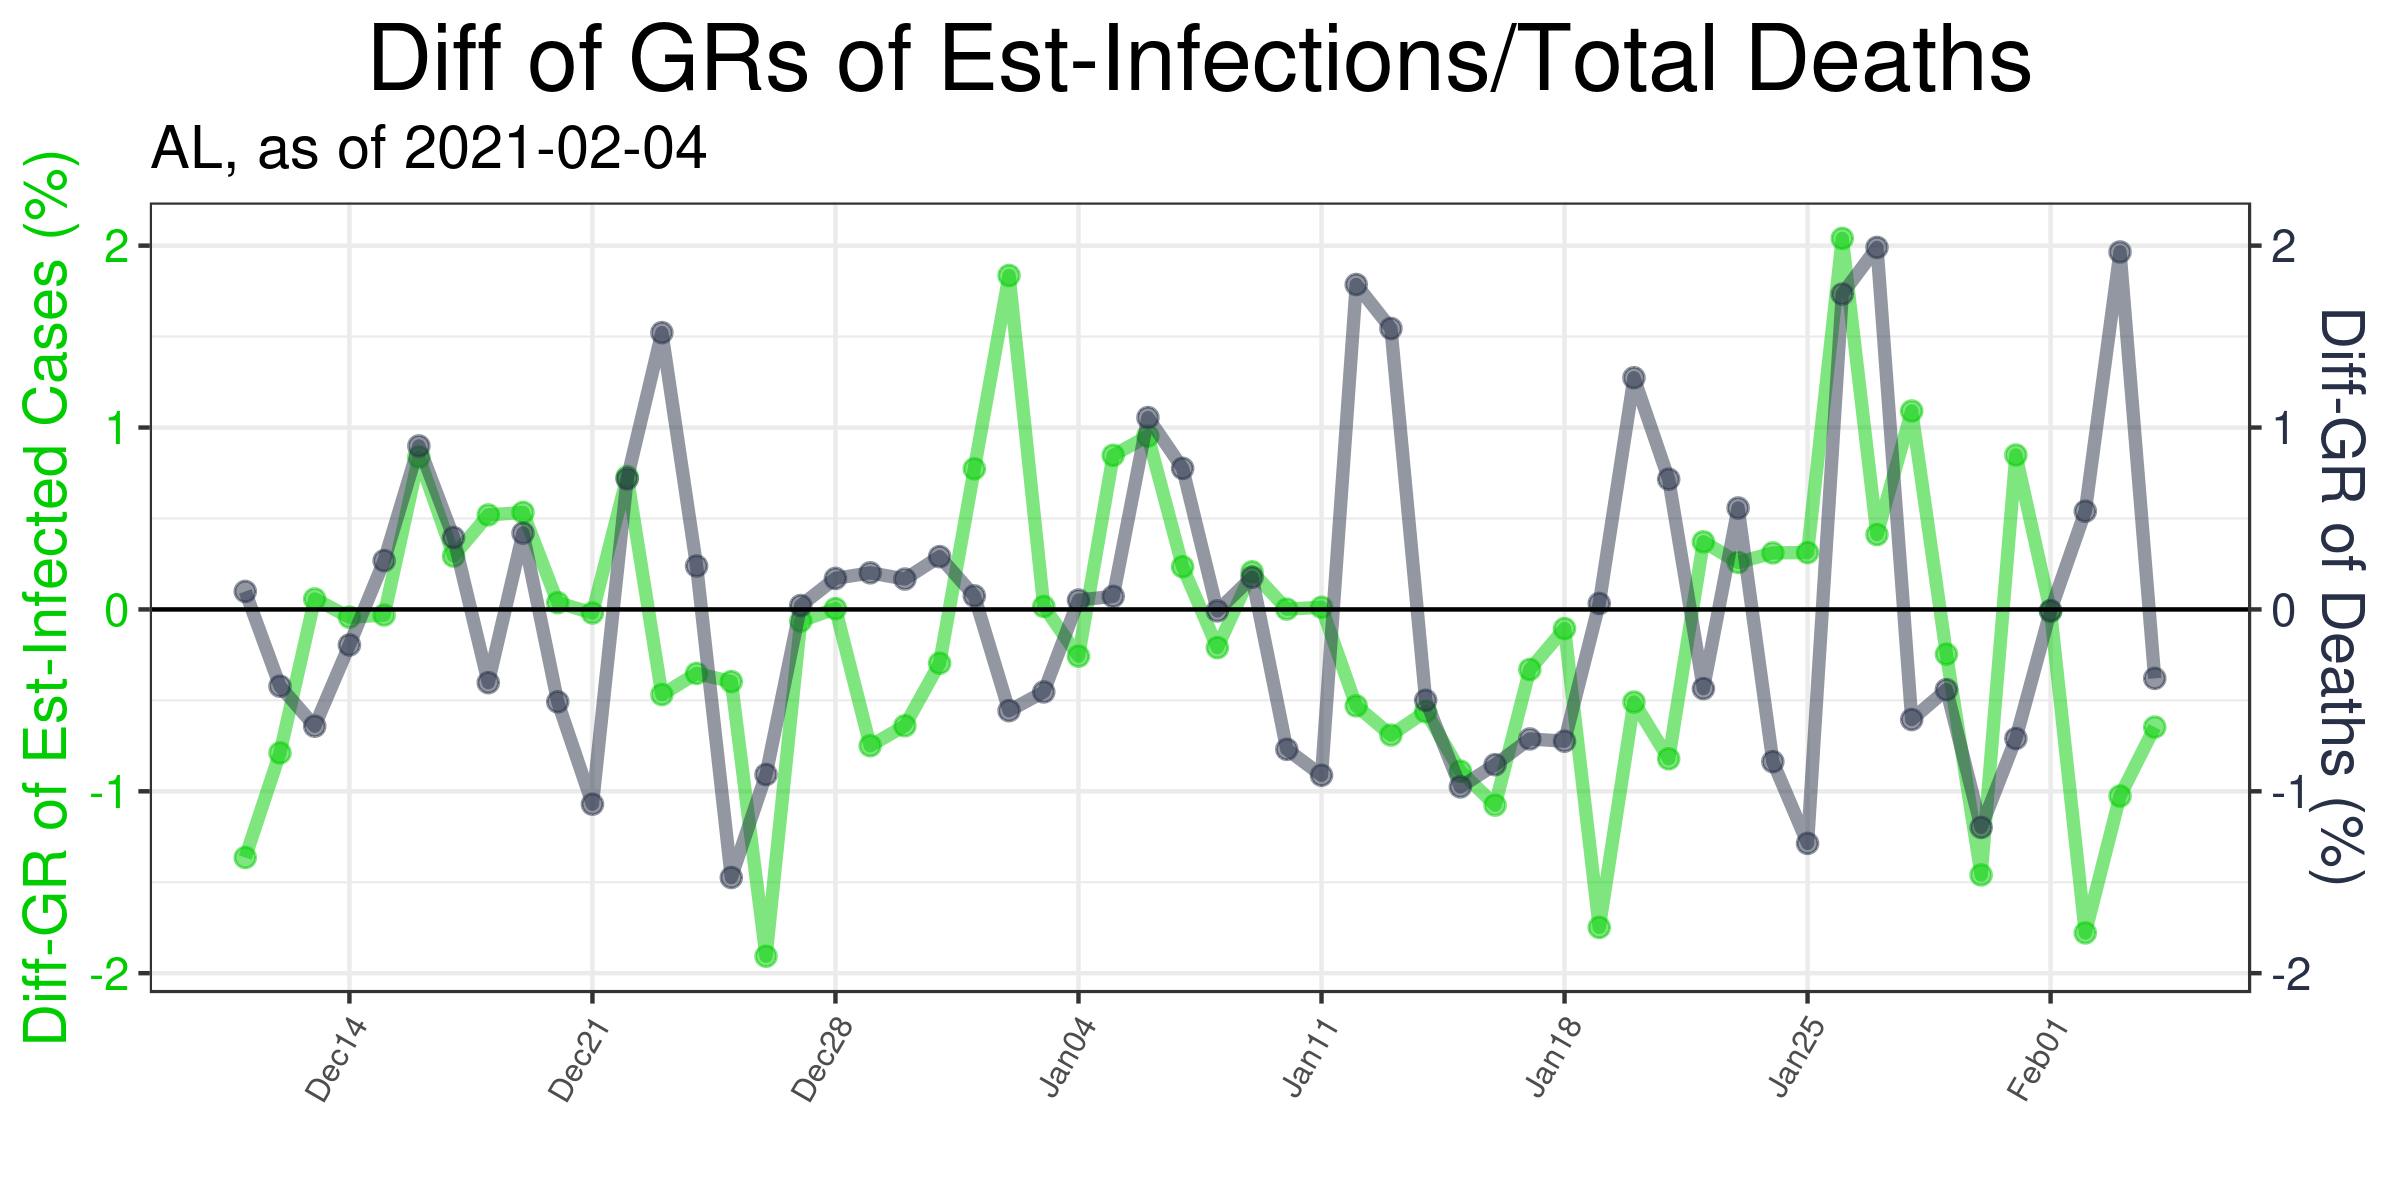 Diff of GRs of Est-Infections/Total Deaths
AL, as of 2021-02-04
Diff-GR of Est-Infected Cases (%)
2
1
0
-1
-2
2
1
0
-1
-2
Diff-GR of Deaths (%)
Dec14
Dec21
Dec28
Jan04
Jan11
Jan18
Jan25
Feb01